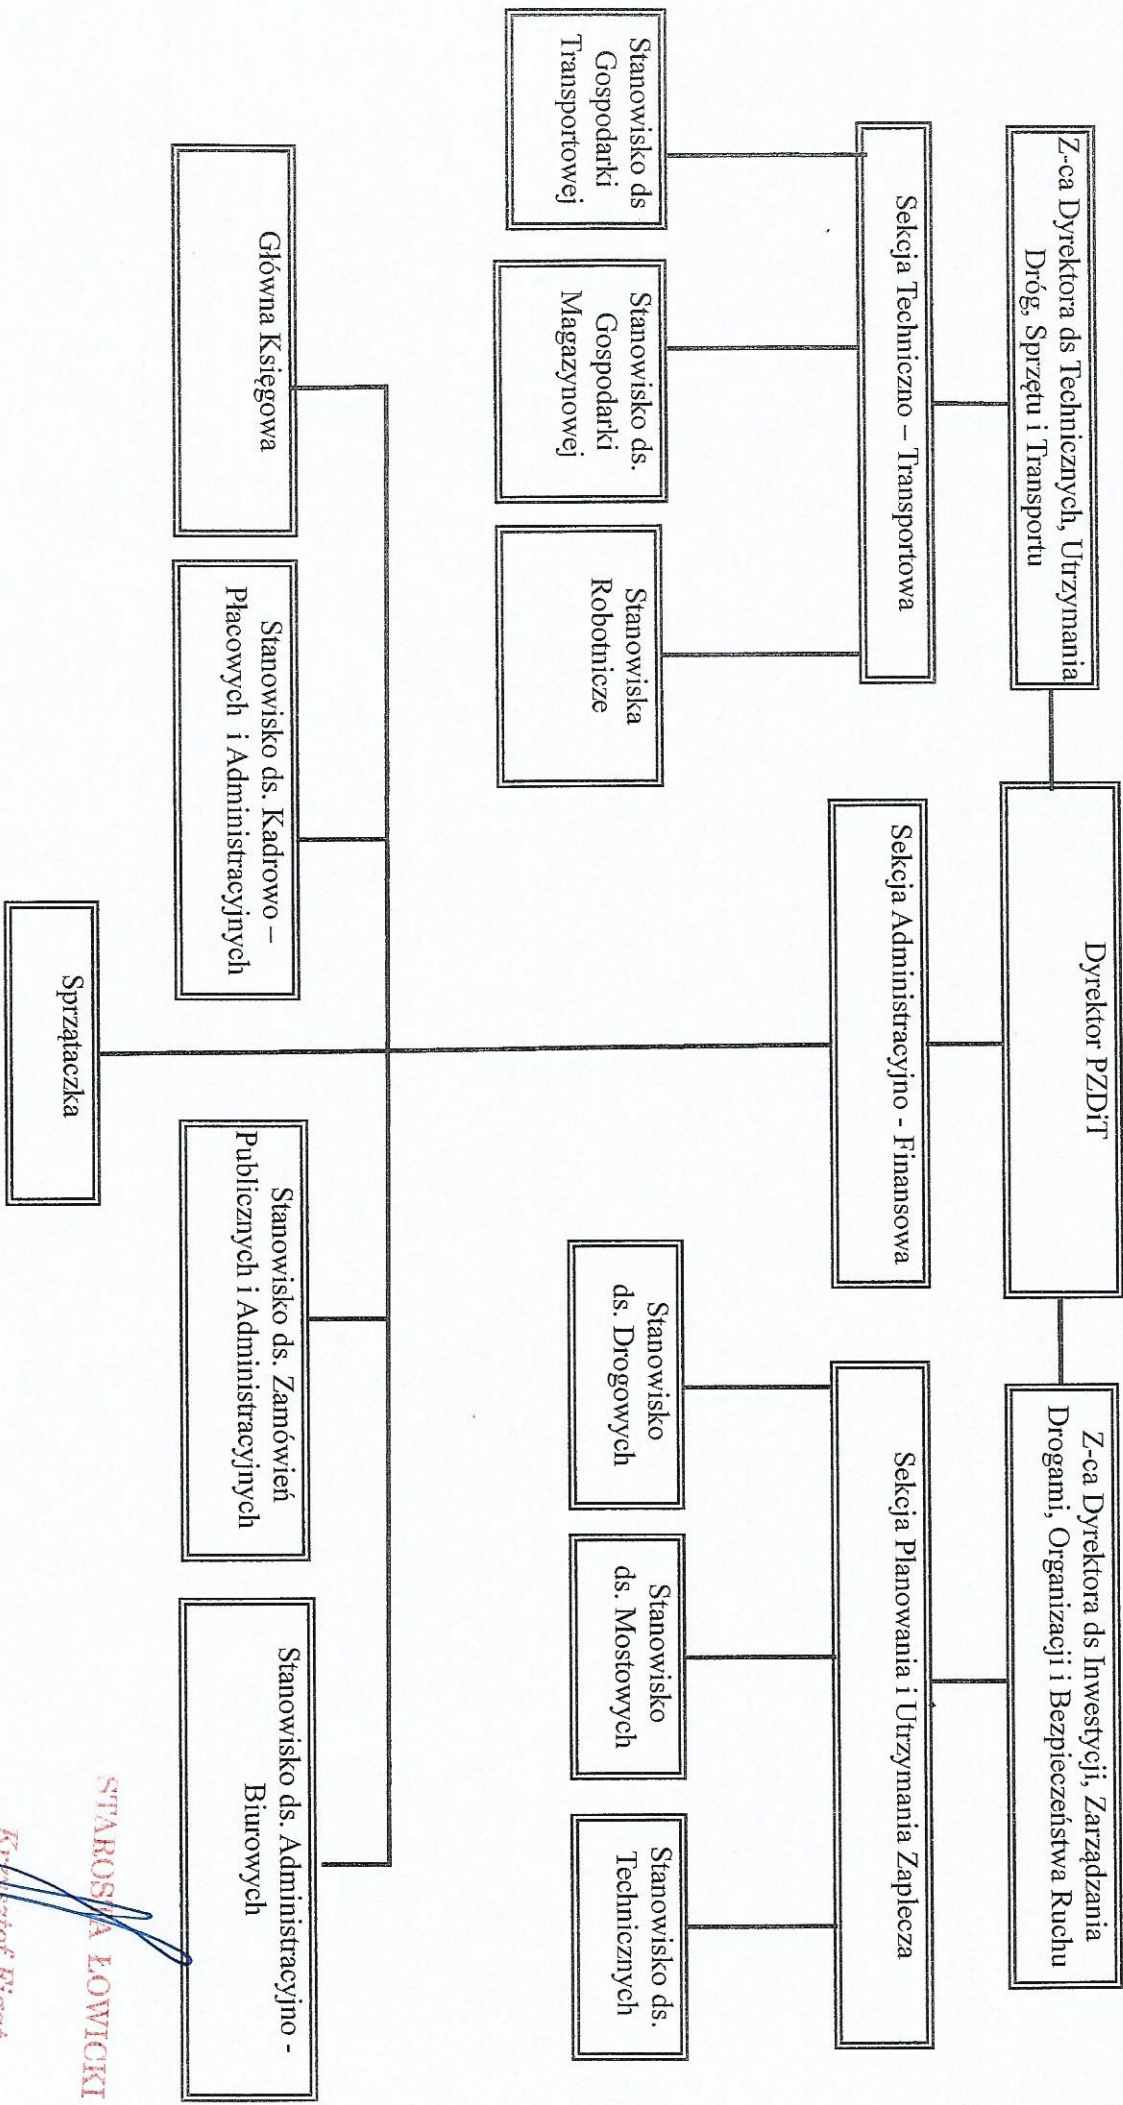 Z-ca Dyrektora ds Technicznych, Utrzymania
Dróg, Sprzętu i Transportu
Dyrektor PZDiT
Z-ca Dyrektora ds Inwestycji, Zarządzania
Drogami, Organizacji i Bezpieczeństwa Ruchu
Sekcja Techniczno – Transportowa
Sekcja Administracyjno - Finansowa
Sekcja Planowania i Utrzymania Zaplecza
Stanowisko ds
Gospodarki
Transportowej
Stanowisko ds.
Gospodarki
Magazynowej
Stanowiska
Robotnicze
Stanowisko
ds. Drogowych
Stanowisko
ds. Mostowych
Stanowisko ds.
Technicznych
Główna Księgowa
Stanowisko ds. Kadrowo –
Płacowych i Administracyjnych
Stanowisko ds. Zamówień
Publicznych i Administracyjnych
Stanowisko ds. Administracyjno -
Biurowych
Sprzątaczka
STAROSTA ŁOWICKI
Krzysztof Figat